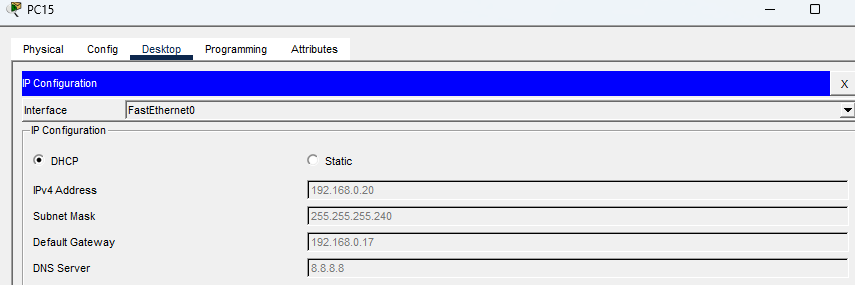 PC15
Physical Config Desktop Programming Attributes
IP Configuration X
Interface FastEthernet0
IP Configuration
DHCP Static
IPv4 Address 192.168.0.20
Subnet Mask 255.255.255.240
Default Gateway 192.168.0.17
DNS Server 8.8.8.8